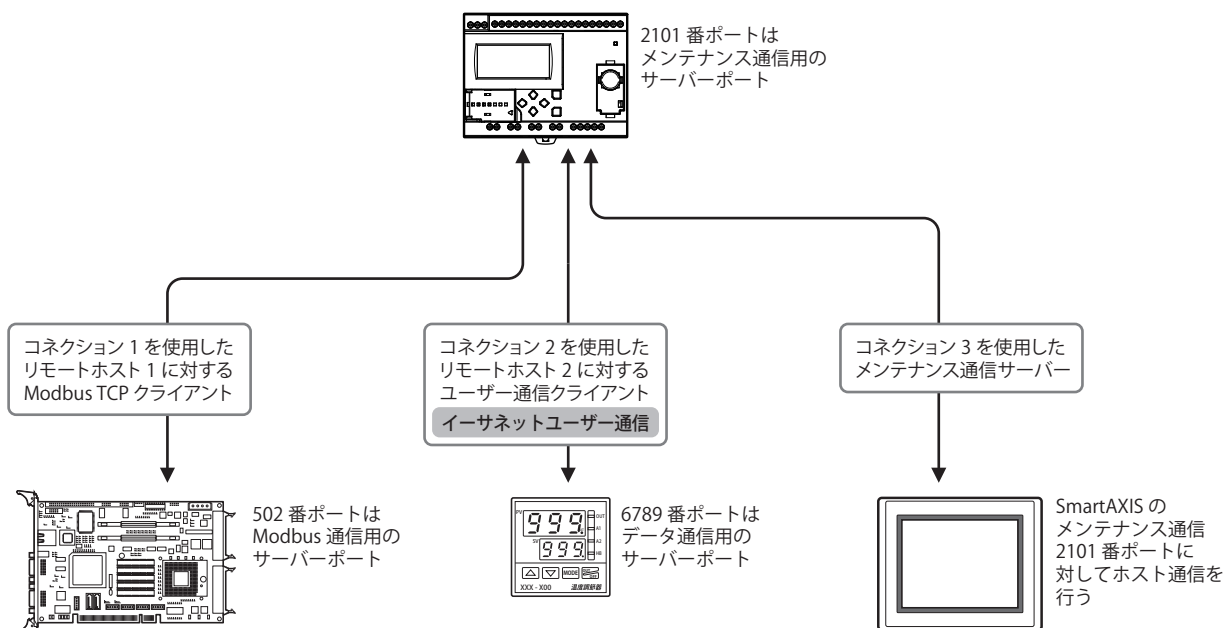 2101 番ポートは
メンテナンス通信用の
サーバーポート
コネクション 1 を使用した
リモートホスト 1 に対する
Modbus TCP クライアント
コネクション 2 を使用した
リモートホスト 2 に対する
ユーザー通信クライアント
イーサネットユーザー通信
コネクション 3 を使用した
メンテナンス通信サーバー
502 番ポートは
Modbus 通信用の
サーバーポート
PV
999
SV
999
OUT
A1
A2
HB
MODE
XXX - X00
温度調節器
6789 番ポートは
データ通信用の
サーバーポート
SmartAXIS の
メンテナンス通信
2101 番ポートに
対してホスト通信を
行う